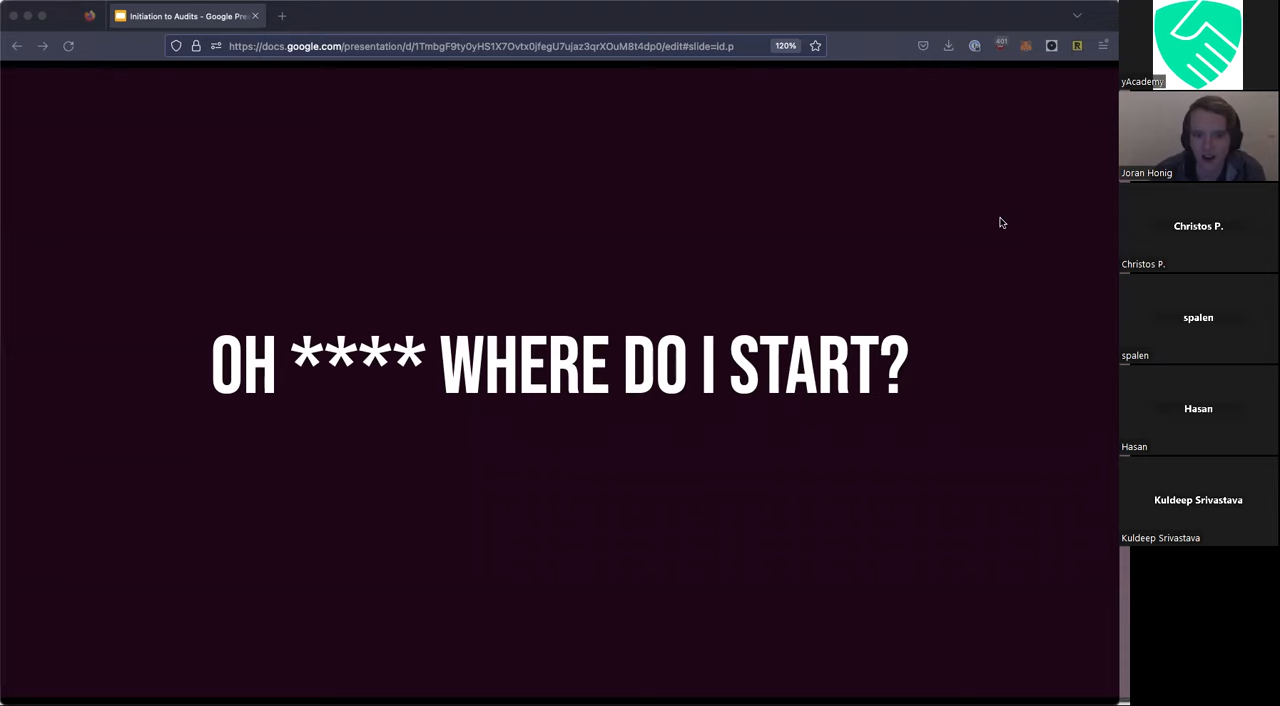 Initiation to Audits - Google Pre
https://docs.google.com/presentation/d/1TmbgF9ty0yHS1X7Ovtx0jfegU7ujaz3qrXOuM8t4dp0/edit#slide=id.p
120%
401
OH **** WHERE DO I START?
yAcademy
Joran Honig
Christos P.
Christos P.
spalen
spalen
Hasan
Hasan
Kuldeep Srivastava
Kuldeep Srivastava